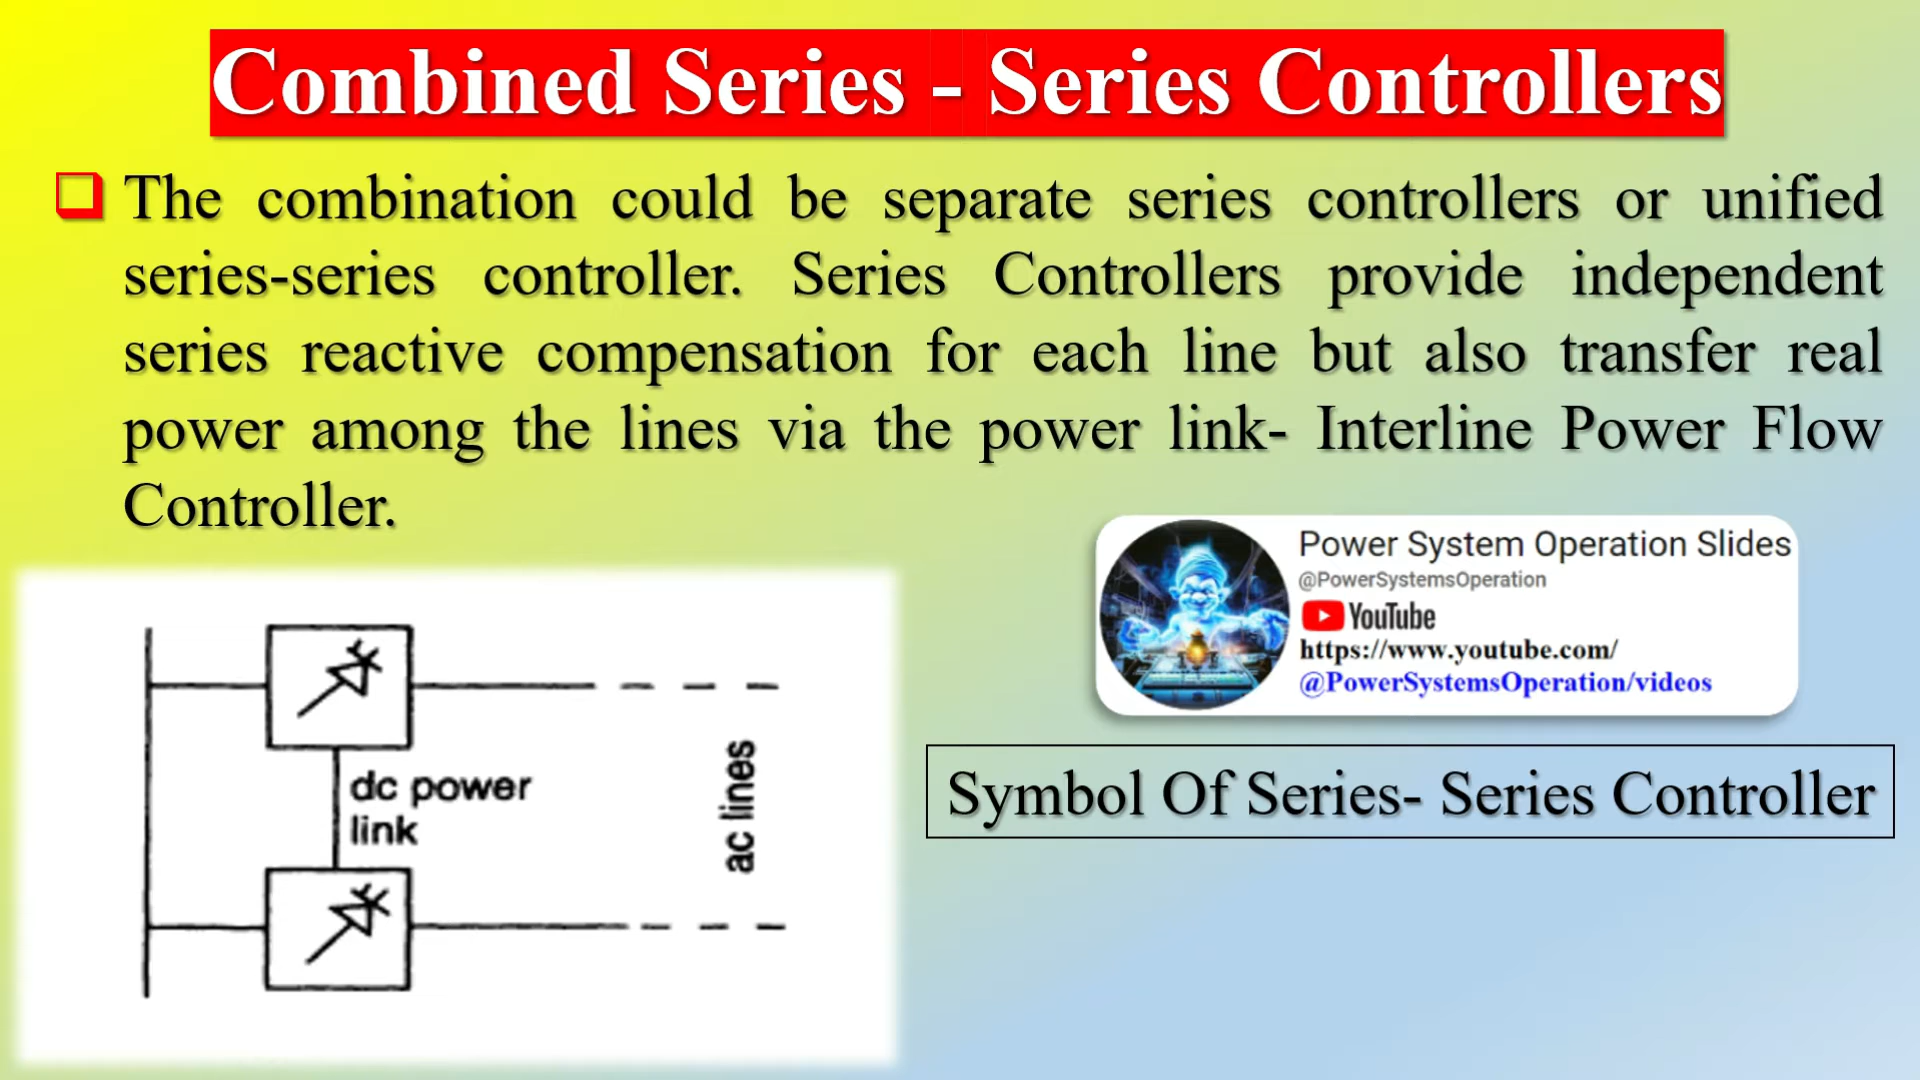 Combined Series - Series Controllers
The combination could be separate series controllers or unified
series-series controller. Series Controllers provide independent
series reactive compensation for each line but also transfer real
power among the lines via the power link- Interline Power Flow
Controller.
Power System Operation Slides
@PowerSystemsOperation
YouTube
https://www.youtube.com/
@PowerSystemsOperation/videos
dc power
link
ac lines
Symbol Of Series- Series Controller